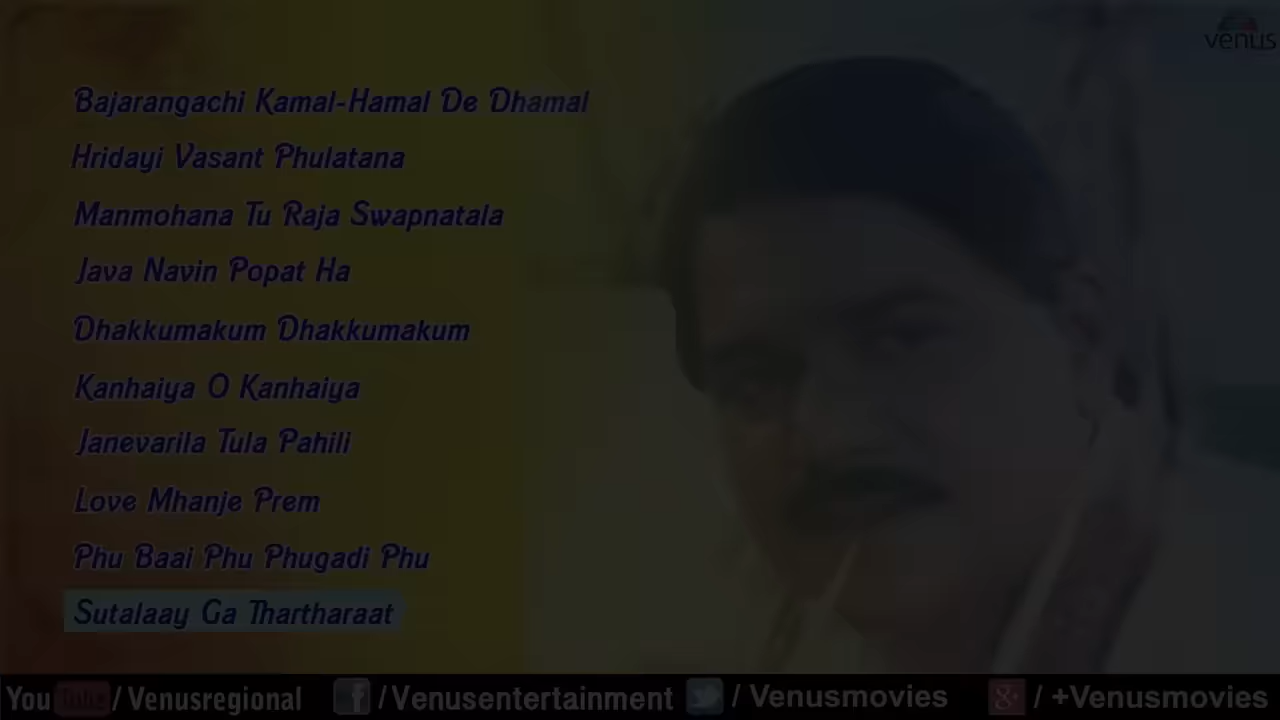 venus
Bajarangachi Kamal-Hamal De Dhamal
Hridayi Vasant Phulatana
Manmohana Tu Raja Swapnatala
Java Navin Popat Ha
Dhakkumakum Dhakkumakum
Kanhaiya O Kanhaiya
Janevarila Tula Pahili
Love Mhanje Prem
Phu Baai Phu Phugadi Phu
Sutalaay Ga Thartharaat
You Tube / Venusregional f / Venusentertainment / Venusmovies g+ / +Venusmovies